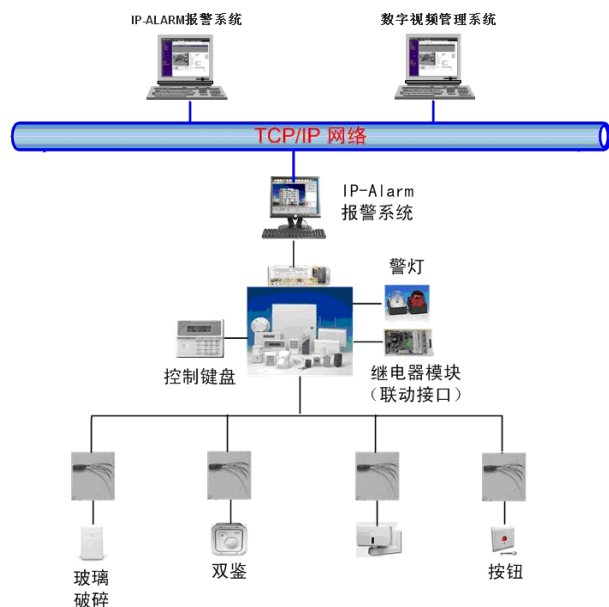 IP-ALARM报警系统
数字视频管理系统
TCP/IP 网络
IP-Alarm
报警系统
警灯
控制键盘
继电器模块
(联动接口)
玻璃
破碎
双鉴
按钮